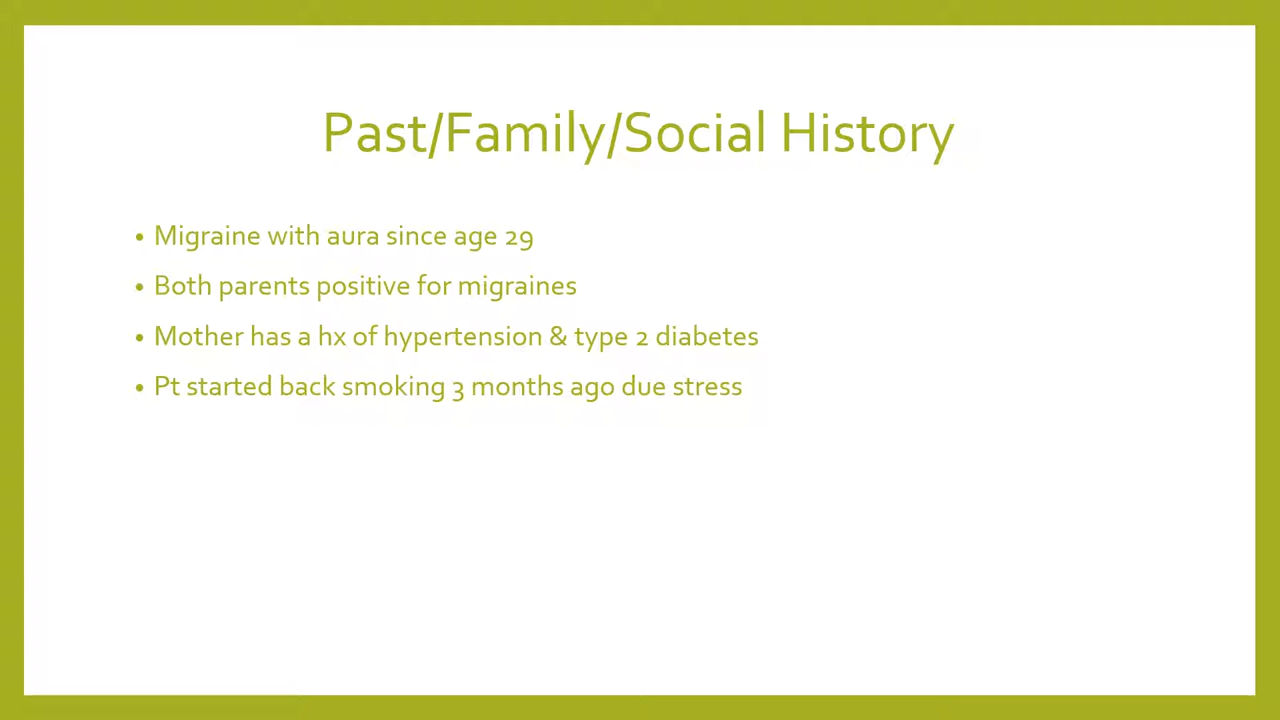 Past/Family/Social History
• Migraine with aura since age 29
• Both parents positive for migraines
• Mother has a hx of hypertension & type 2 diabetes
• Pt started back smoking 3 months ago due stress